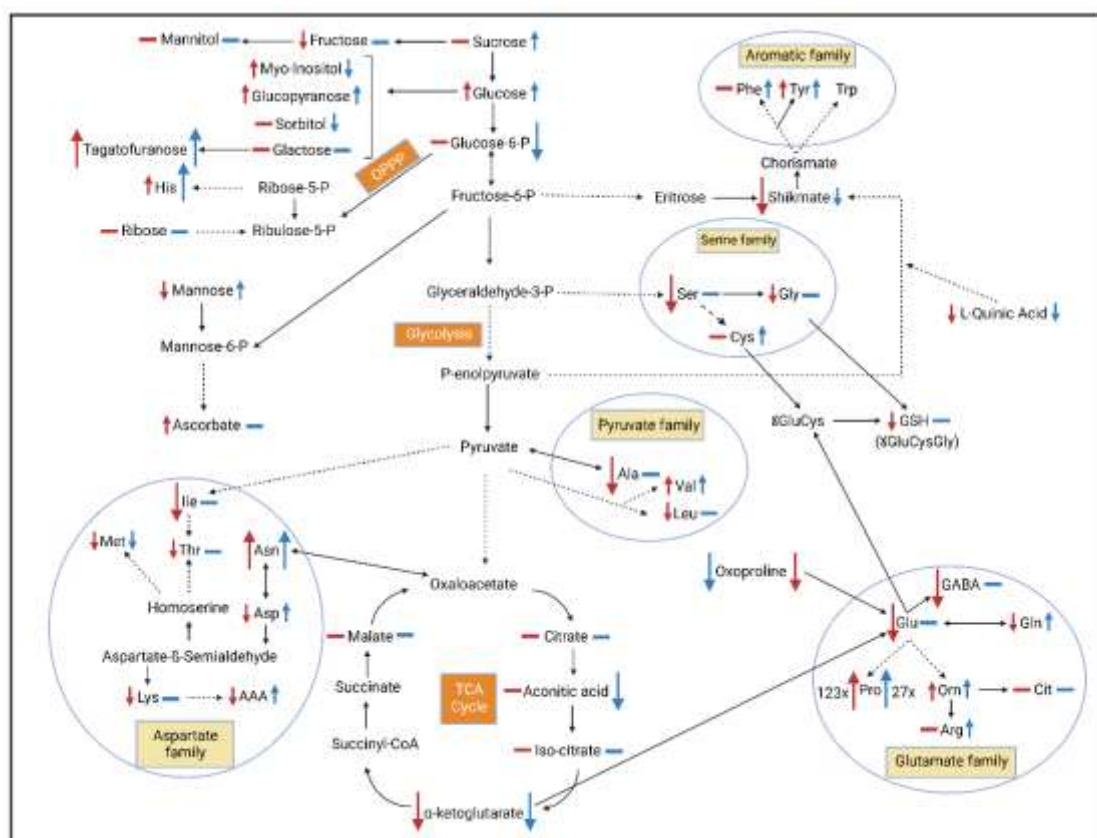 Mannitol
Fructose
Sucrose
Myo-Inositol
Glucopyranose
Glucose
Sorbitol
Glactose
Glucose-6-P
Tagatofuranose
OPPP
His
Ribose-5-P
Fructose-6-P
Ribose
Ribulose-5-P
Aromatic family
Phe
Tyr
Trp
Chorismate
Eritrose
Shikmate
Serine family
Mannose
Glyceraldehyde-3-P
Ser
Gly
L-Quinic Acid
Cys
Glycolysis
Mannose-6-P
P-enolpyruvate
Ascorbate
Pyruvate
Pyruvate family
Ala
Val
Leu
ɣGluCys
GSH
(ɣGluCysGly)
Ile
Met
Thr
Asn
Homoserine
Asp
Aspartate-ß-Semialdehyde
Lys
AAA
Aspartate
family
Oxaloacetate
Malate
Citrate
Succinate
TCA
Cycle
Aconitic acid
Succinyl-CoA
Iso-citrate
α-ketoglutarate
Oxoproline
GABA
Glu
Gln
123x
Pro
27x
Orn
Cit
Arg
Glutamate family